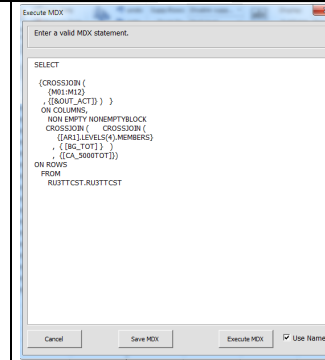 Execute MDX
Enter a valid MDX statement.
SELECT
{CROSSJOIN (
{M01:M12}
, {[&OUT_ACT]} ) }
ON COLUMNS,
NON EMPTY NONEMPTYBLOCK
CROSSJOIN ( CROSSJOIN (
{[AR1].LEVELS(4).MEMBERS}
, { [BG_TOT] } )
, {[CA_5000TOT]})
ON ROWS
FROM
RU3TTCST.RU3TTCST
Cancel Save MDX Execute MDX Use Name